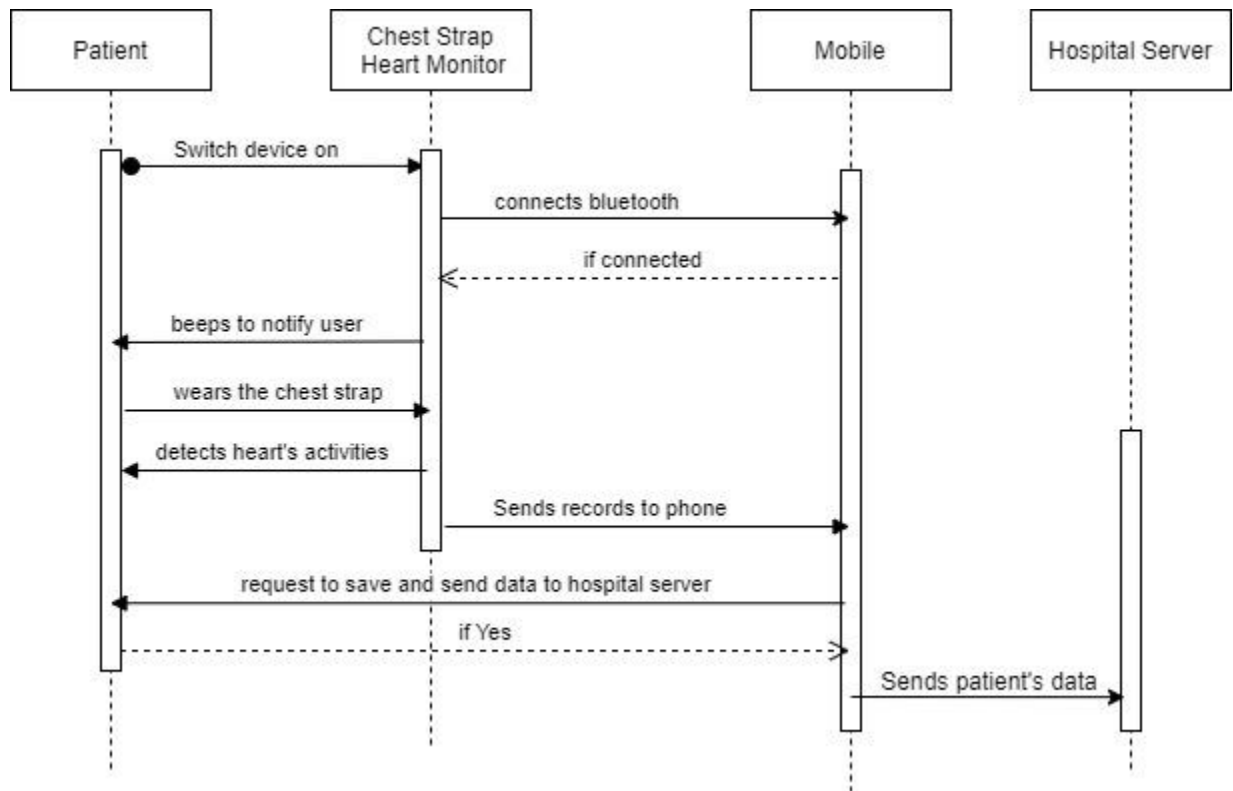 Patient
Chest Strap
Heart Monitor
Mobile
Hospital Server
Switch device on
connects bluetooth
if connected
beeps to notify user
wears the chest strap
detects heart's activities
Sends records to phone
request to save and send data to hospital server
if Yes
Sends patient's data